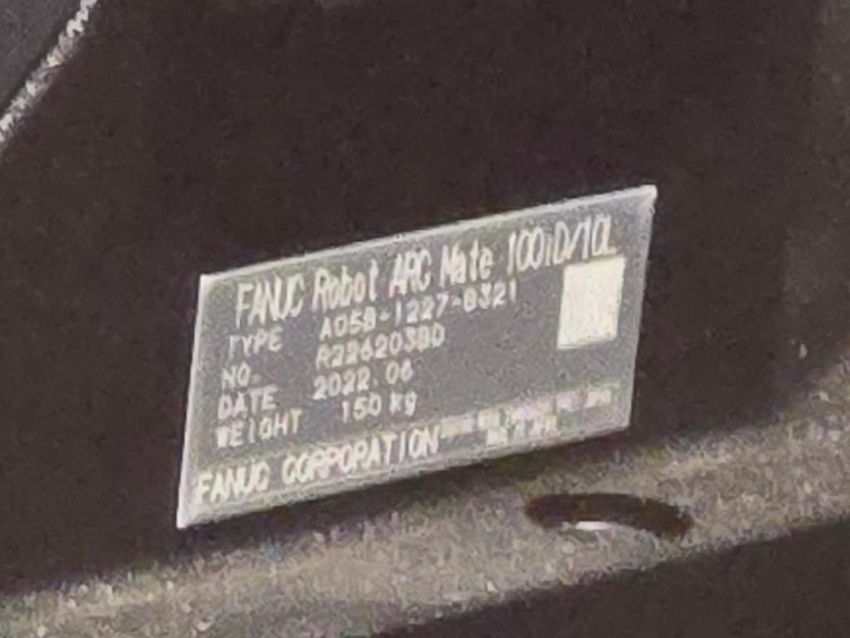 FANUC Robot ARC Mate 100iD/10L
TYPE A05B-1227-B321
NO. R22620380
DATE 2022.06
WEIGHT 150 kg
FANUC CORPORATION